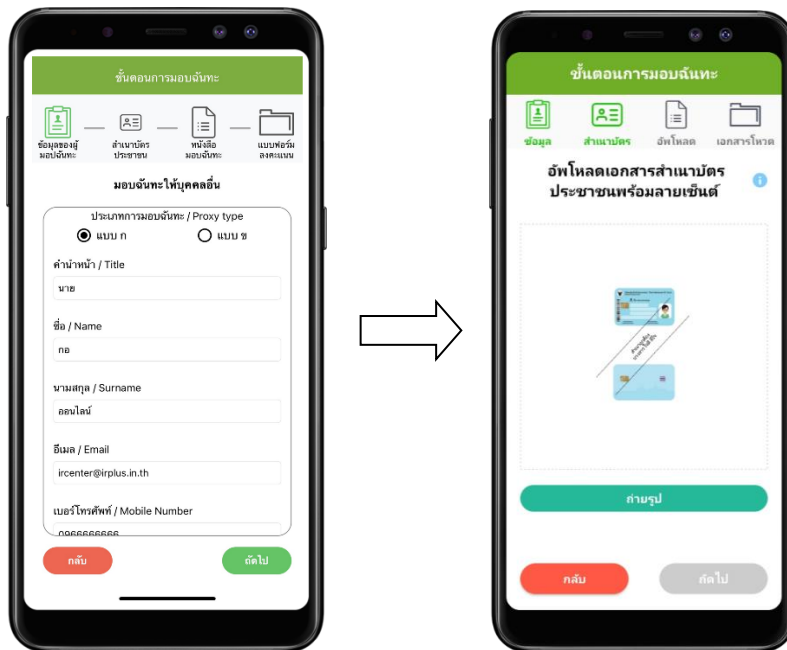 ขั้นตอนการมอบฉันทะ
ข้อมูลของผู้
มอบฉันทะ
สำเนาบัตร
ประชาชน
หนังสือ
มอบฉันทะ
แบบฟอร์ม
ลงคะแนน
มอบฉันทะให้บุคคลอื่น
ประเภทการมอบฉันทะ / Proxy type
แบบ ก
แบบ ข
คำนำหน้า / Title
นาย
ชื่อ / Name
กอ
นามสกุล / Surname
ออนไลน์
อีเมล / Email
ircenter@irplus.in.th
เบอร์โทรศัพท์ / Mobile Number
0966666666
กลับ
ถัดไป
ขั้นตอนการมอบฉันทะ
ข้อมูล
สำเนาบัตร
อัพโหลด
เอกสารโหวต
อัพโหลดเอกสารสำเนาบัตร
ประชาชนพร้อมลายเซ็นต์
ถ่ายรูป
กลับ
ถัดไป